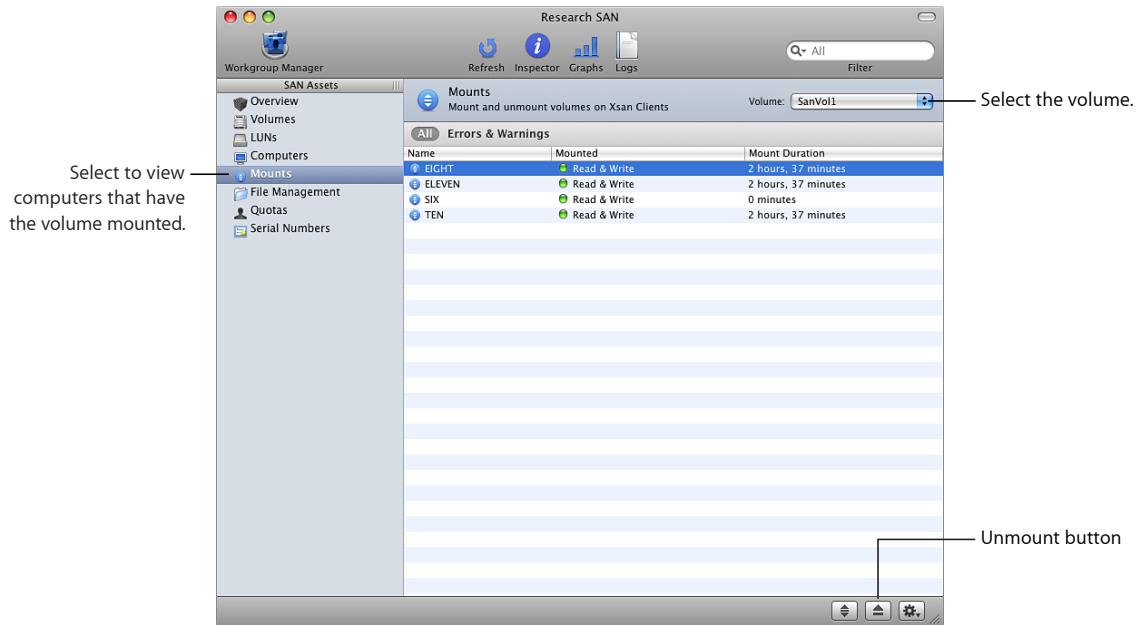 Research SAN
Workgroup Manager
Refresh
Inspector
Graphs
Logs
All
Filter
SAN Assets
Overview
Volumes
LUNs
Computers
Mounts
File Management
Quotas
Serial Numbers
Mounts
Mount and unmount volumes on Xsan Clients
Volume: SanVol1
All Errors & Warnings
Name Mounted Mount Duration
EIGHT Read & Write 2 hours, 37 minutes
ELEVEN Read & Write 2 hours, 37 minutes
SIX Read & Write 0 minutes
TEN Read & Write 2 hours, 37 minutes
Select to view
computers that have
the volume mounted.
Select the volume.
Unmount button